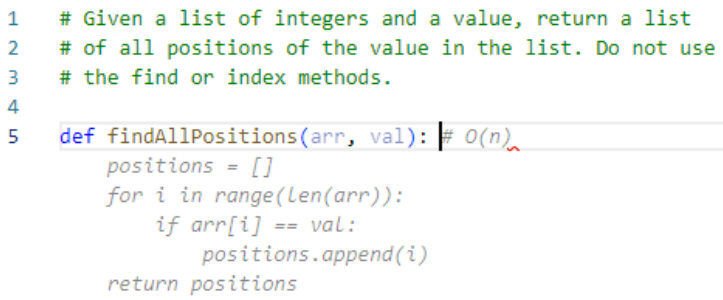 1 # Given a list of integers and a value, return a list
2 # of all positions of the value in the list. Do not use
3 # the find or index methods.
4
5 def findAllPositions(arr, val): # O(n)
positions = []
for i in range(len(arr)):
if arr[i] == val:
positions.append(i)
return positions